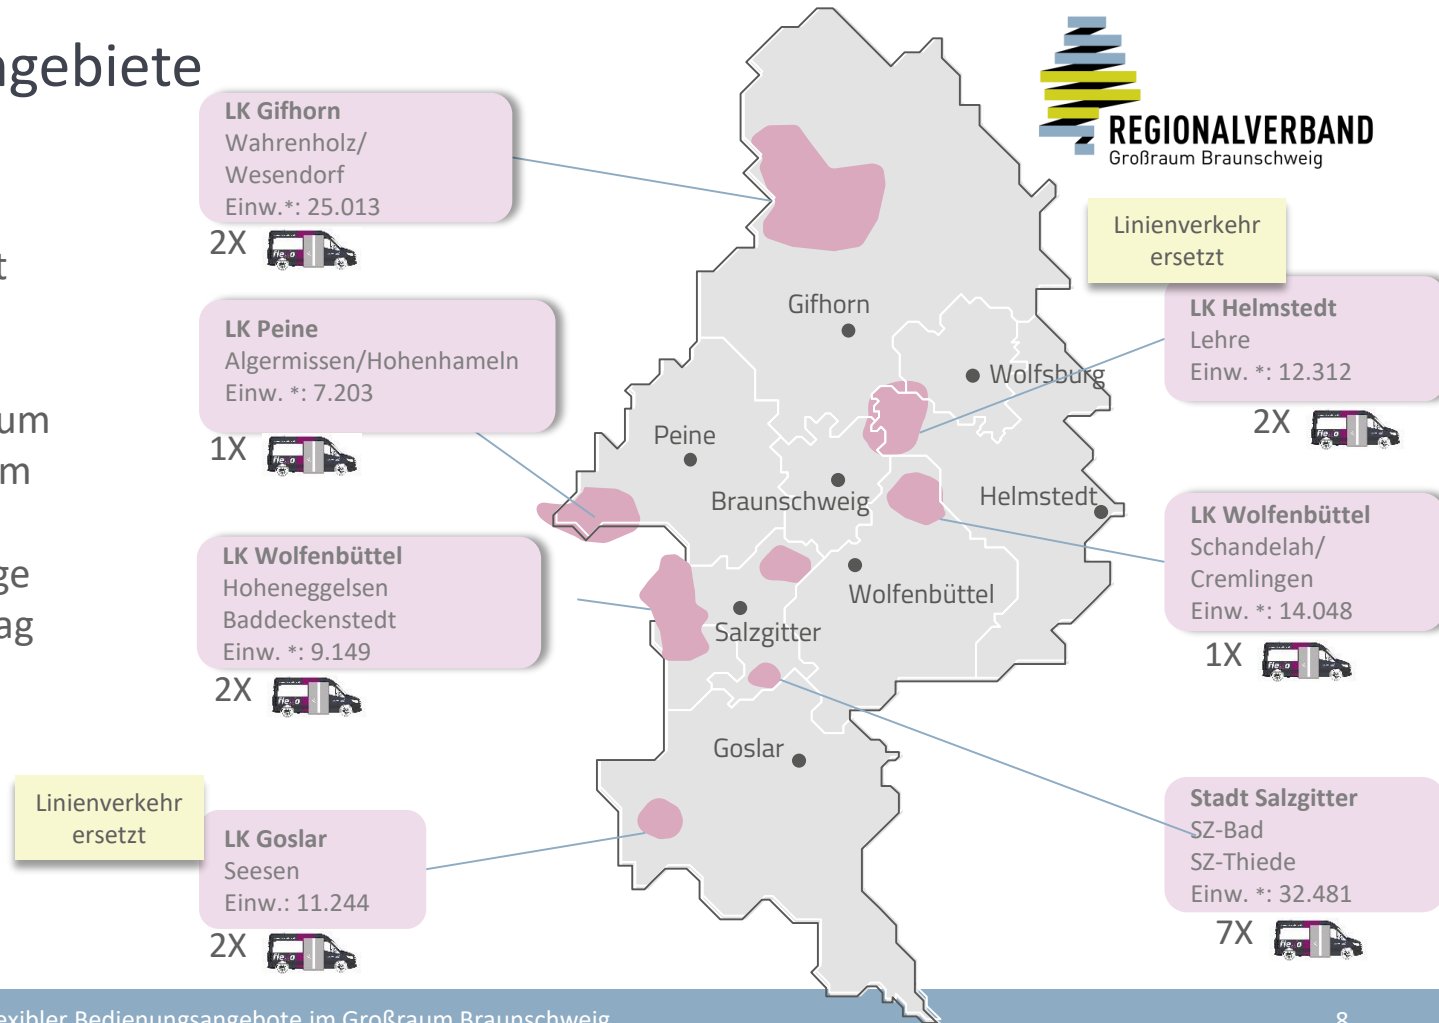 ngebiete
t
um
m
ge
ag
LK Gifhorn
Wahrenholz/
Wesendorf
Einw.*: 25.013
2X
LK Peine
Algermissen/Hohenhameln
Einw. *: 7.203
1X
LK Wolfenbüttel
Hoheneggelsen
Baddeckenstedt
Einw. *: 9.149
2X
Linienverkehr
ersetzt
LK Goslar
Seesen
Einw.: 11.244
2X
Gifhorn
Wolfsburg
Peine
Braunschweig
Helmstedt
Wolfenbüttel
Salzgitter
Goslar
REGIONALVERBAND
Großraum Braunschweig
Linienverkehr
ersetzt
LK Helmstedt
Lehre
Einw. *: 12.312
2X
LK Wolfenbüttel
Schandelah/
Cremlingen
Einw. *: 14.048
1X
Stadt Salzgitter
SZ-Bad
SZ-Thiede
Einw. *: 32.481
7X
exibler Bedienungsangebote im Großraum Braunschweig
8